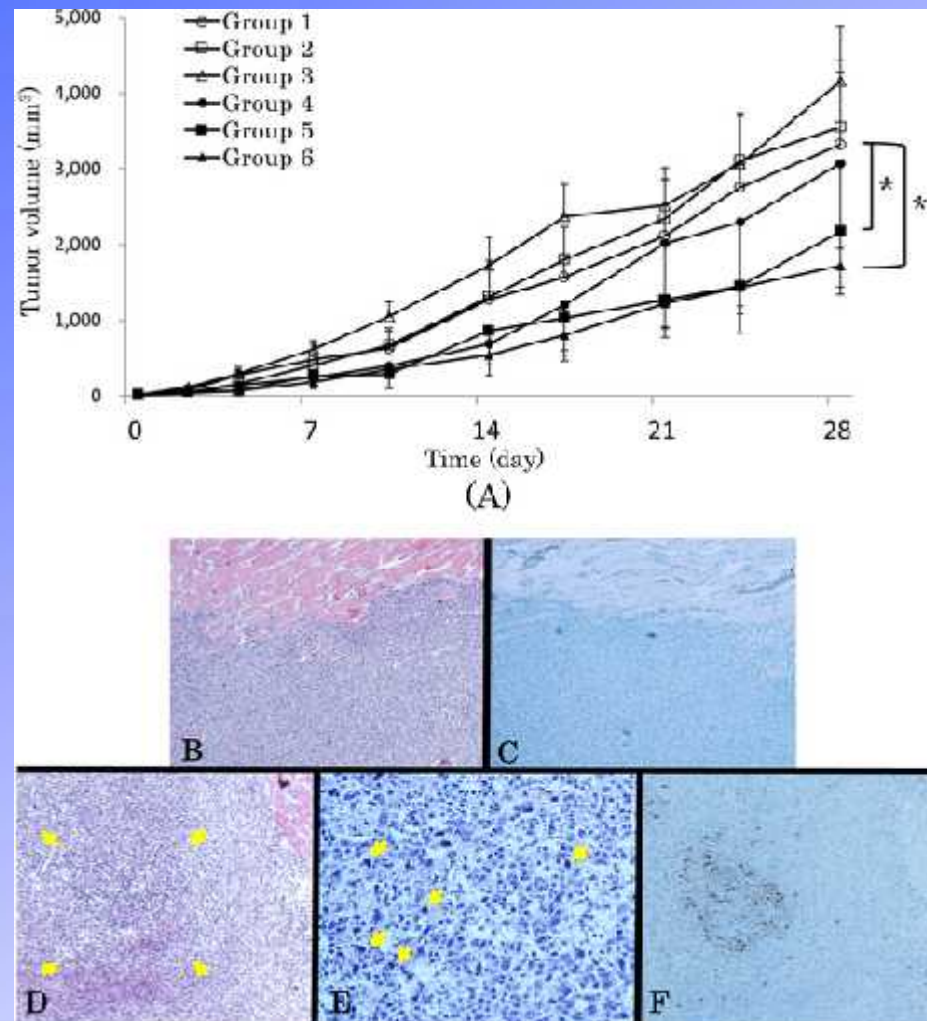 5,000
4,000
3,000
2,000
1,000
0
Tumor volume (mm³)
Group 1
Group 2
Group 3
Group 4
Group 5
Group 6
*
*
0 7 14 21 28
Time (day)
(A)
B C
D E F